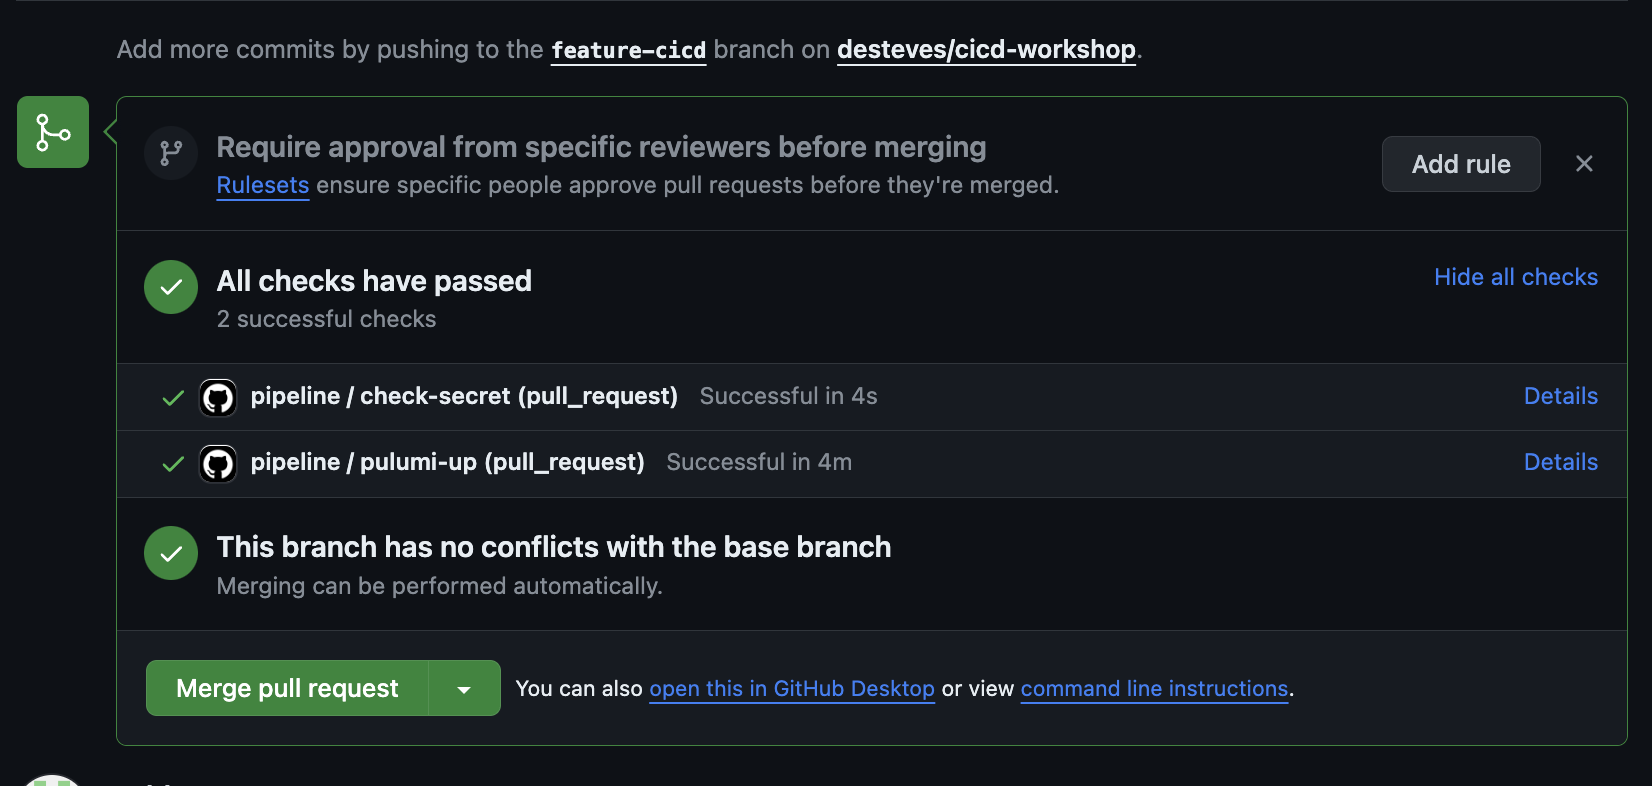 Add more commits by pushing to the feature-cicd branch on desteves/cicd-workshop.
Require approval from specific reviewers before merging
Rulesets ensure specific people approve pull requests before they're merged.
Add rule
All checks have passed
2 successful checks
Hide all checks
pipeline / check-secret (pull_request) Successful in 4s
Details
pipeline / pulumi-up (pull_request) Successful in 4m
Details
This branch has no conflicts with the base branch
Merging can be performed automatically.
Merge pull request
You can also open this in GitHub Desktop or view command line instructions.